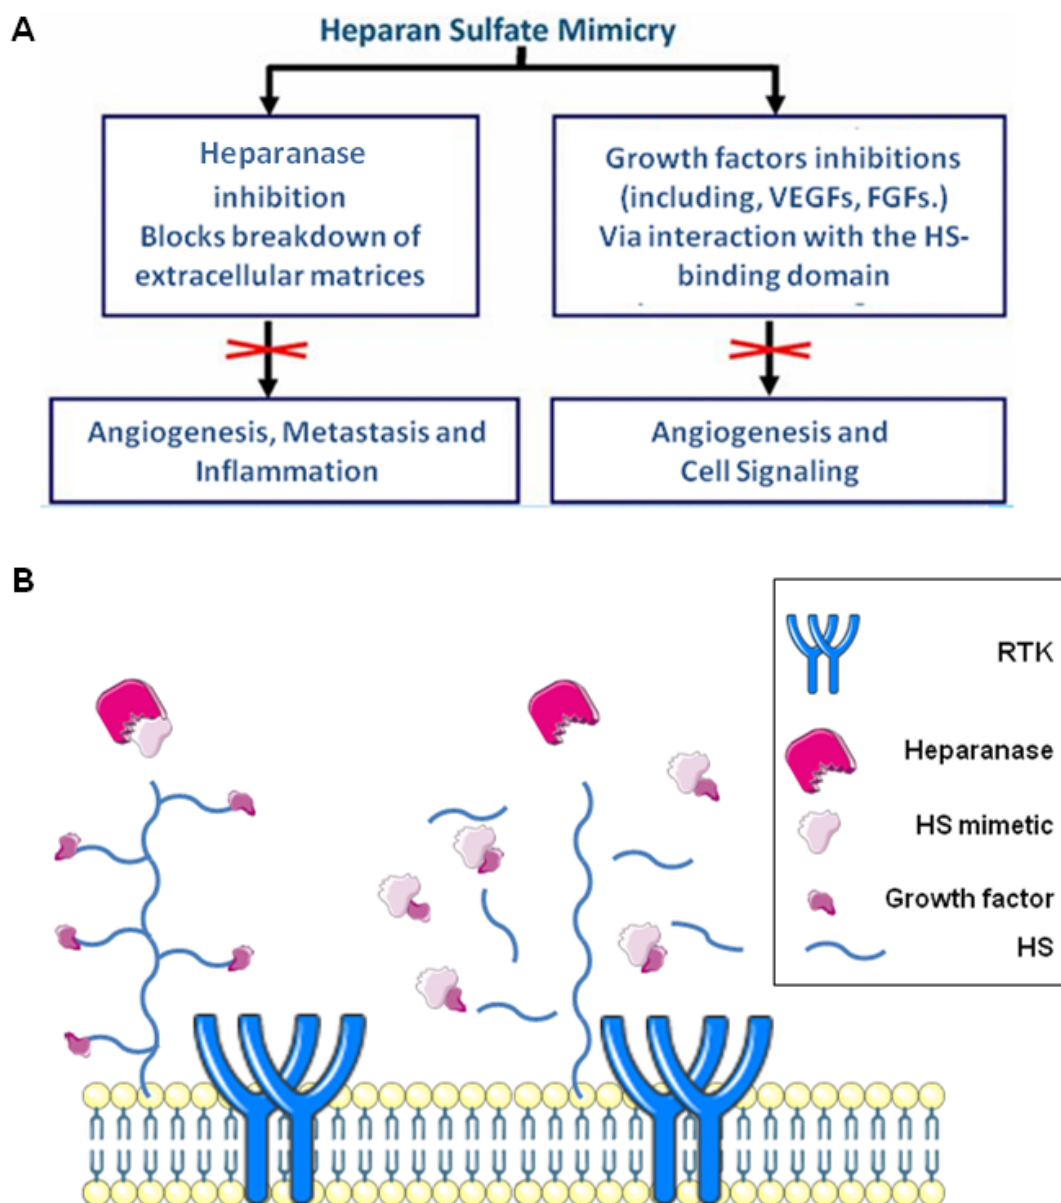 A
Heparan Sulfate Mimicry
Heparanase
inhibition
Blocks breakdown of
extracellular matrices
Growth factors inhibitions
(including, VEGFs, FGFs.)
Via interaction with the HS-
binding domain
Angiogenesis, Metastasis and
Inflammation
Angiogenesis and
Cell Signaling
B
RTK
Heparanase
HS mimetic
Growth factor
HS